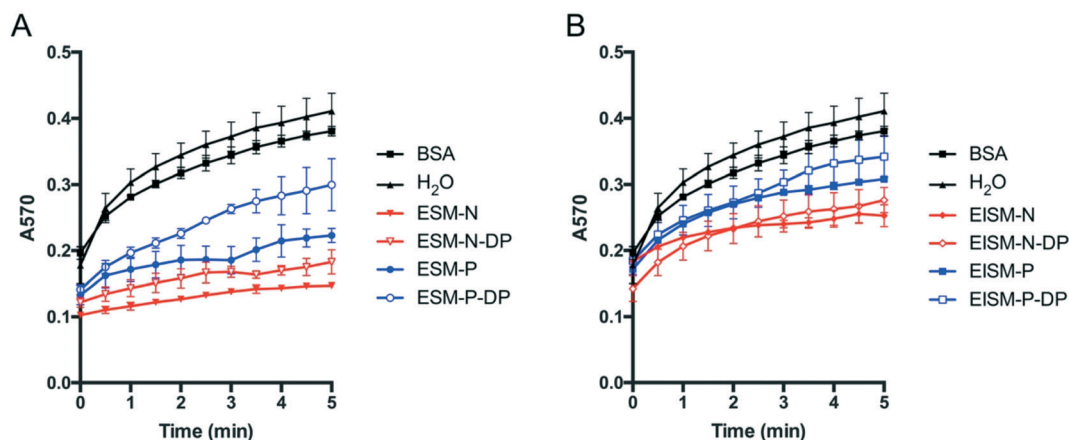 A
0.5
0.4
0.3
0.2
0.1
0.0
A570
0 1 2 3 4 5
Time (min)
BSA
H₂O
ESM-N
ESM-N-DP
ESM-P
ESM-P-DP
B
0.5
0.4
0.3
0.2
0.1
0.0
A570
0 1 2 3 4 5
Time (min)
BSA
H₂O
EISM-N
EISM-N-DP
EISM-P
EISM-P-DP